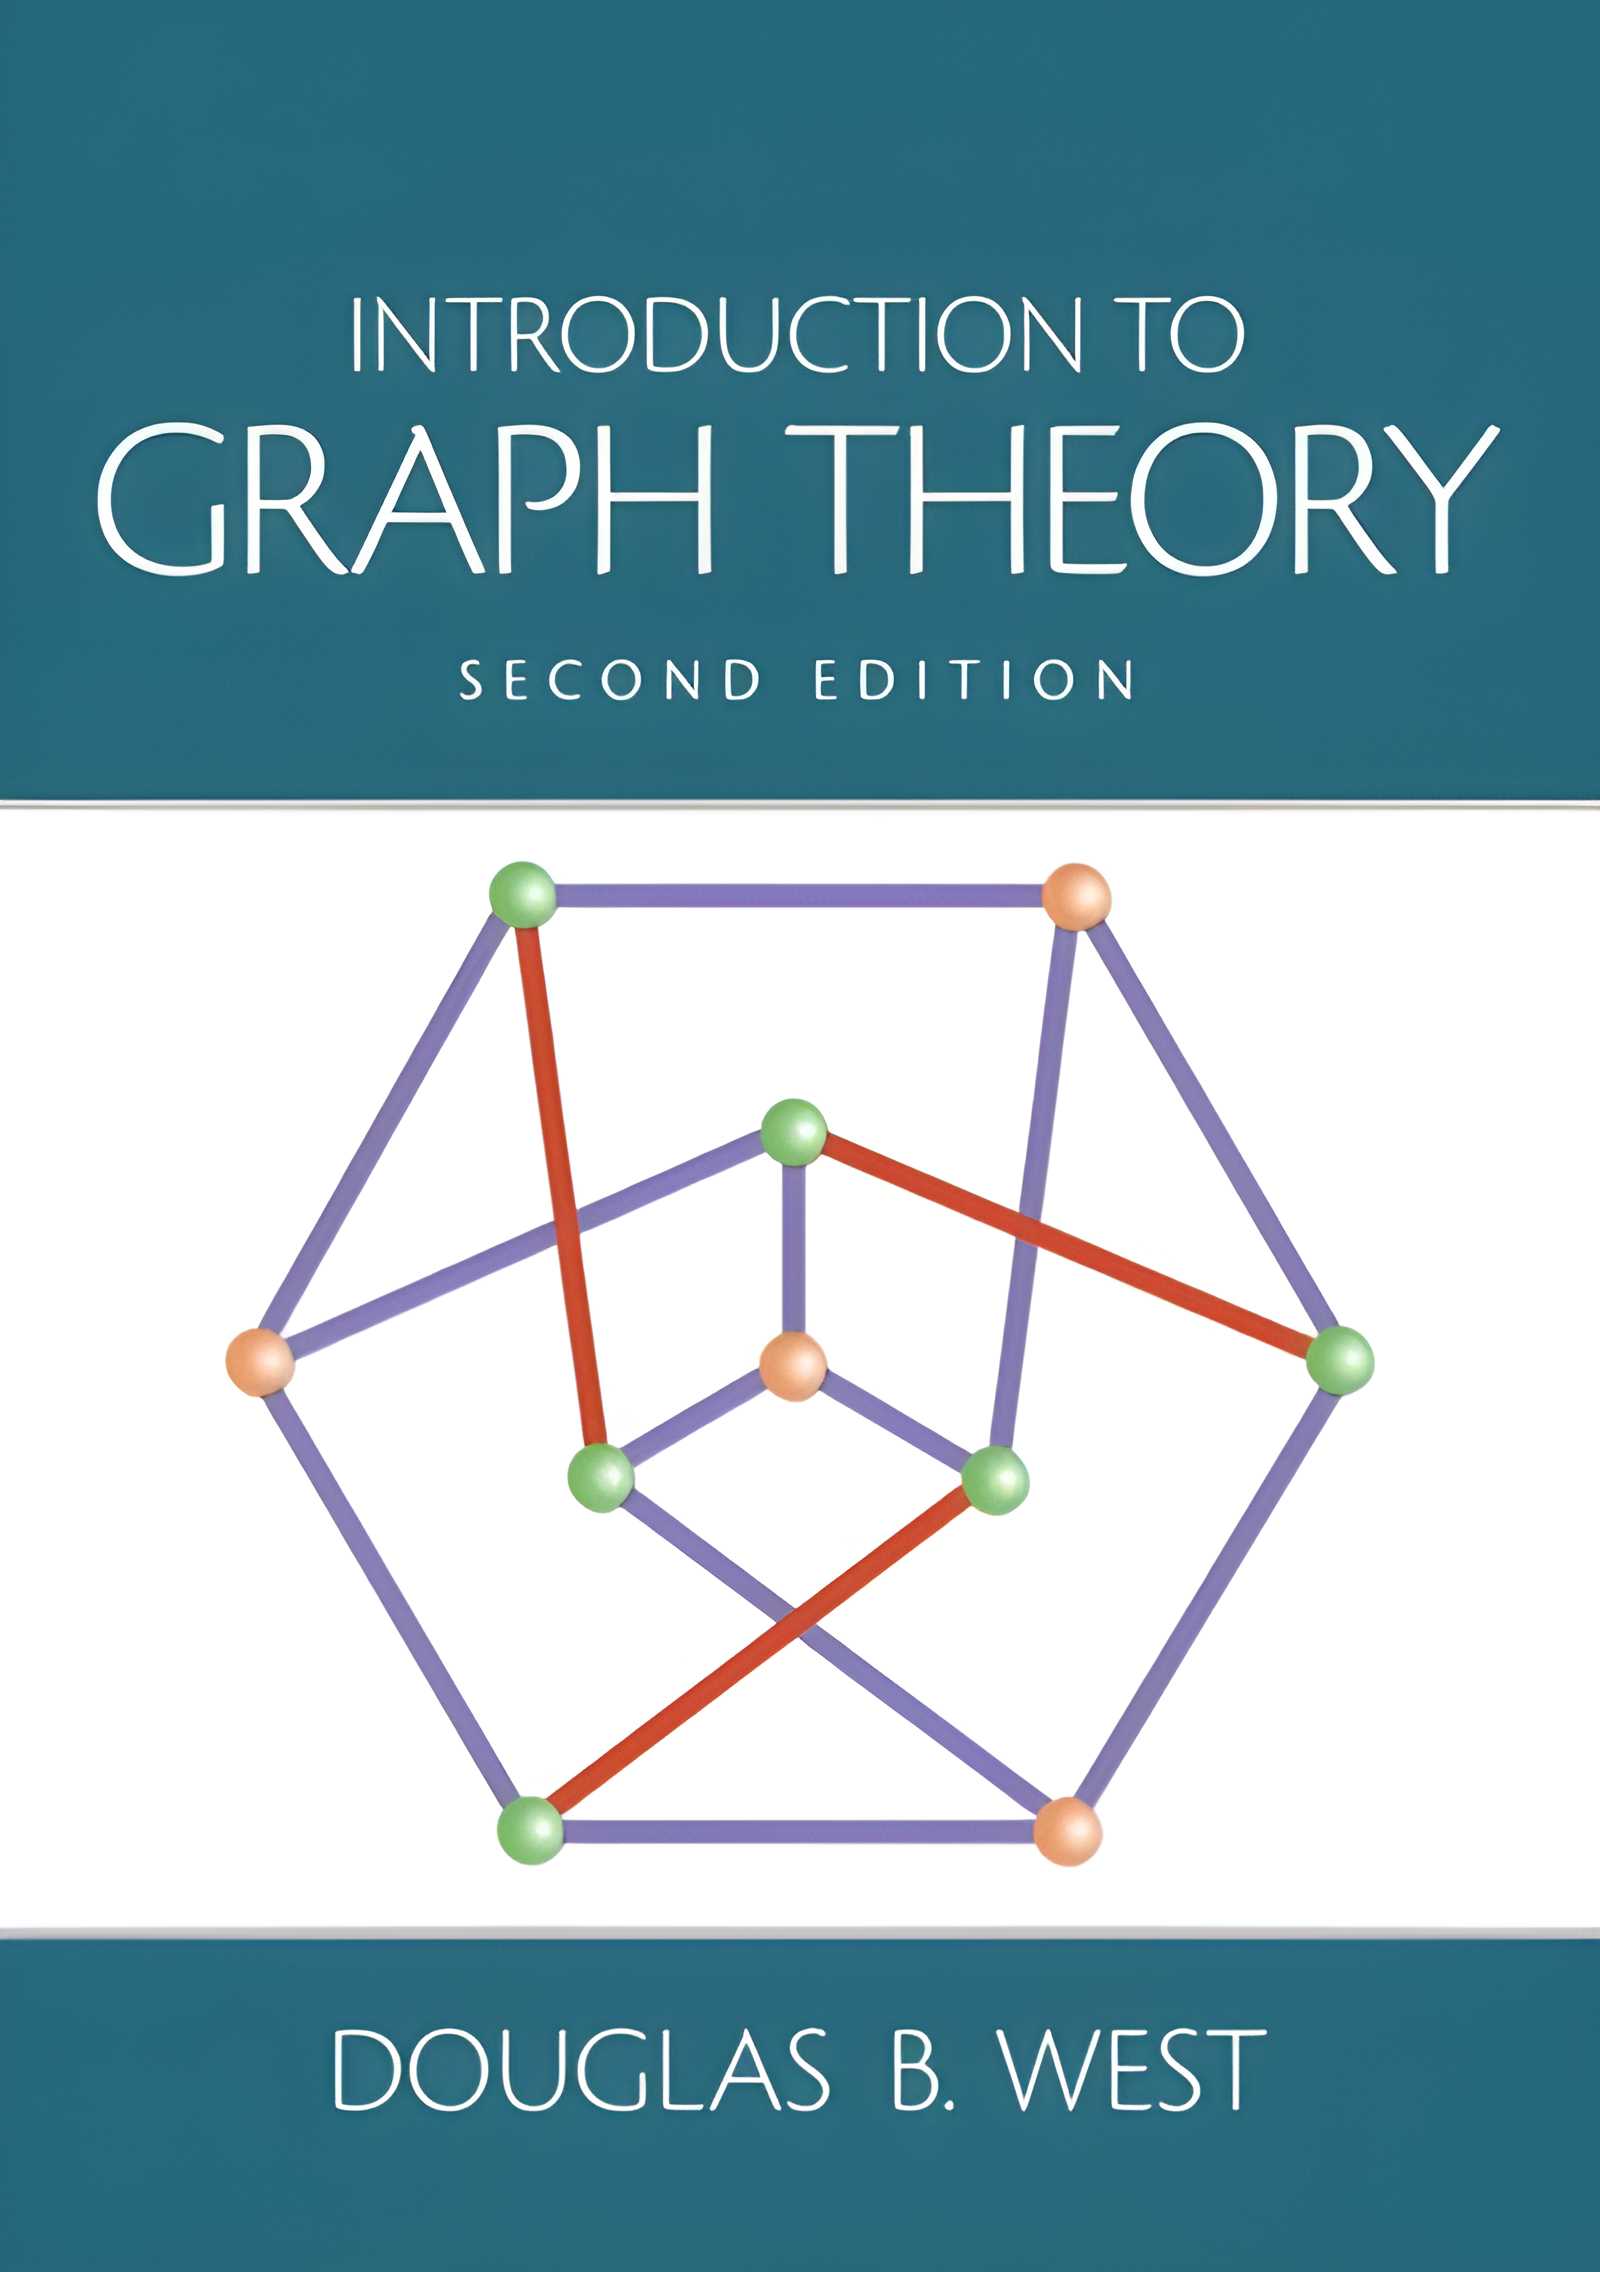 INTRODUCTION TO
GRAPH THEORY
SECOND EDITION
DOUGLAS B. WEST